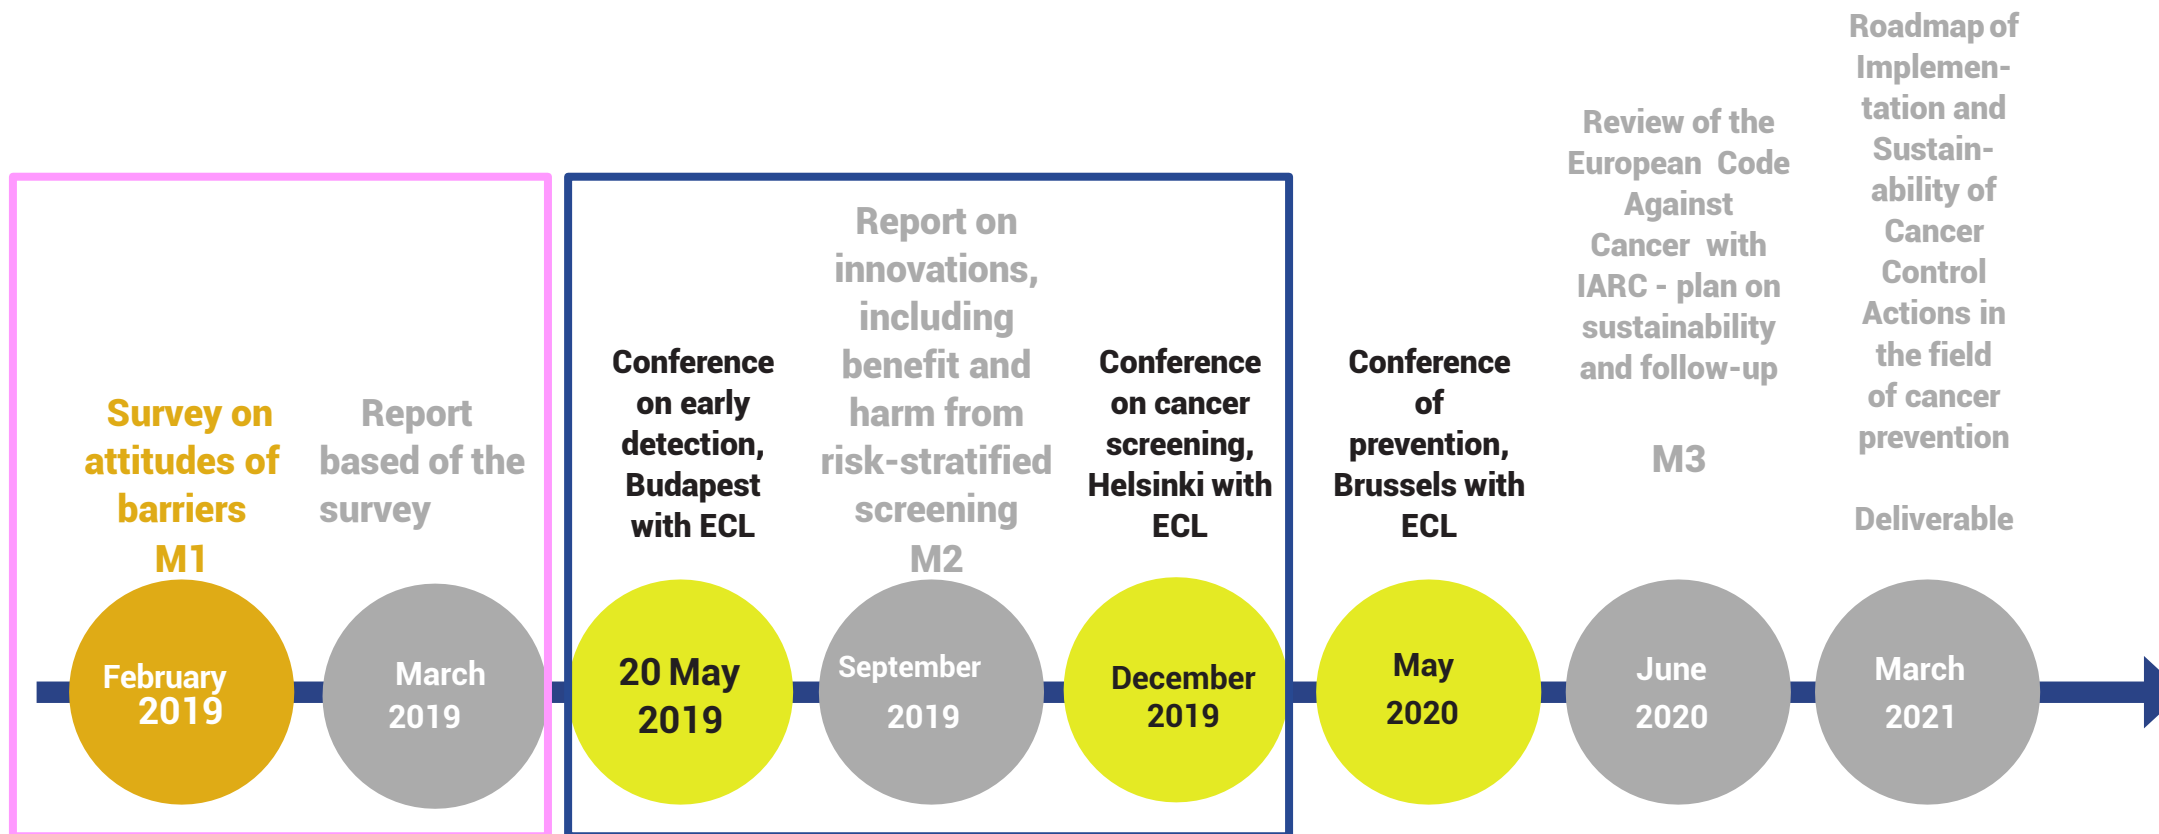 Survey on
attitudes of
barriers
M1
February
2019
Report
based of the
survey
March
2019
Conference
on early
detection,
Budapest
with ECL
20 May
2019
Report on
innovations,
including
benefit and
harm from
risk-stratified
screening
M2
September
2019
Conference
on cancer
screening,
Helsinki with
ECL
December
2019
Conference
of
prevention,
Brussels with
ECL
May
2020
Review of the
European Code
Against
Cancer with
IARC - plan on
sustainability
and follow-up
M3
June
2020
Roadmap of
Implemen-
tation and
Sustain-
ability of
Cancer
Control
Actions in
the field
of cancer
prevention
Deliverable
March
2021